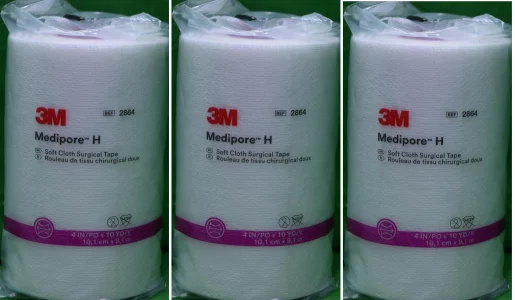 3M
REF 2864
Medipore™ H
Soft Cloth Surgical Tape
Rouleau de tissu chirurgical doux
4 IN/PO x 10 YD/V
10,1 cm x 9,1 m
3M
REF 2864
Medipore™ H
Soft Cloth Surgical Tape
Rouleau de tissu chirurgical doux
4 IN/PO x 10 YD/V
10,1 cm x 9,1 m
3M
REF 2864
Medipore™ H
Soft Cloth Surgical Tape
Rouleau de tissu chirurgical doux
4 IN/PO x 10 YD/V
10,1 cm x 9,1 m